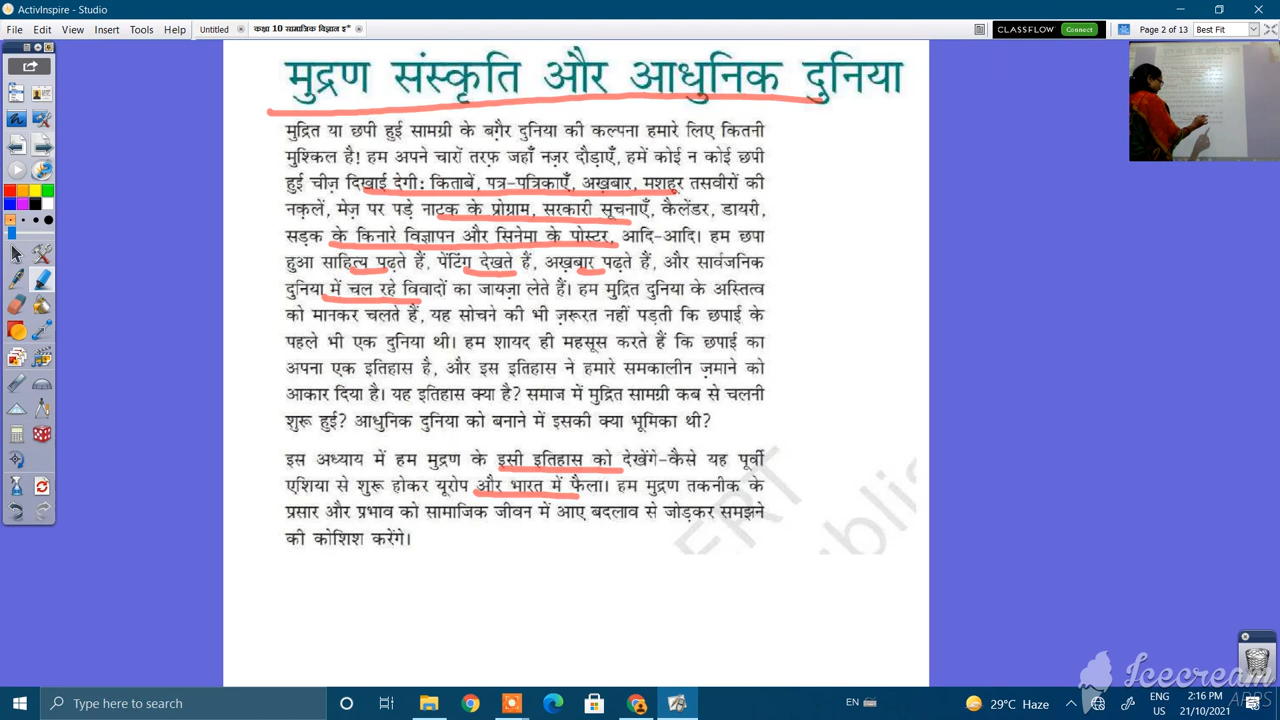 ActivInspire - Studio
File Edit View Insert Tools Untitled कक्षा 10 सामाजिक विज्ञान इ* CLASSFLOW Connect Page 2 of 13 Best Fit
मुद्रण संस्कृति और आधुनिक दुनिया
मुद्रित या छपी हुई सामग्री के बग़ैर दुनिया की कल्पना हमारे लिए कितनी
मुश्किल है! हम अपने चारों तरफ़ जहाँ नज़र दौड़ाएँ, हमें कोई न कोई छपी
हुई चीज़ दिखाई देगी: किताबें, पत्र-पत्रिकाएँ, अख़बार, मशहूर तसवीरों की
नक़लें, मेज़ पर पड़े नाटक के प्रोग्राम, सरकारी सूचनाएँ, कैलेंडर, डायरी,
सड़क के किनारे विज्ञापन और सिनेमा के पोस्टर, आदि-आदि। हम छपा
हुआ साहित्य पढ़ते हैं, पेंटिंग देखते हैं, अख़बार पढ़ते हैं, और सार्वजनिक
दुनिया में चल रहे विवादों का जायज़ा लेते हैं। हम मुद्रित दुनिया के अस्तित्व
को मानकर चलते हैं, यह सोचने की भी ज़रूरत नहीं पड़ती कि छपाई के
पहले भी एक दुनिया थी। हम शायद ही महसूस करते हैं कि छपाई का
अपना एक इतिहास है, और इस इतिहास ने हमारे समकालीन ज़माने को
आकार दिया है। यह इतिहास क्या है? समाज में मुद्रित सामग्री कब से चलनी
शुरू हुई? आधुनिक दुनिया को बनाने में इसकी क्या भूमिका थी?
इस अध्याय में हम मुद्रण के इसी इतिहास को देखेंगे-कैसे यह पूर्वी
एशिया से शुरू होकर यूरोप और भारत में फैला। हम मुद्रण तकनीक के
प्रसार और प्रभाव को सामाजिक जीवन में आए बदलाव से जोड़कर समझने
की कोशिश करेंगे।
Icecream
APPS
Type here to search EN 29°C Haze ENG US 2:16 PM 21/10/2021